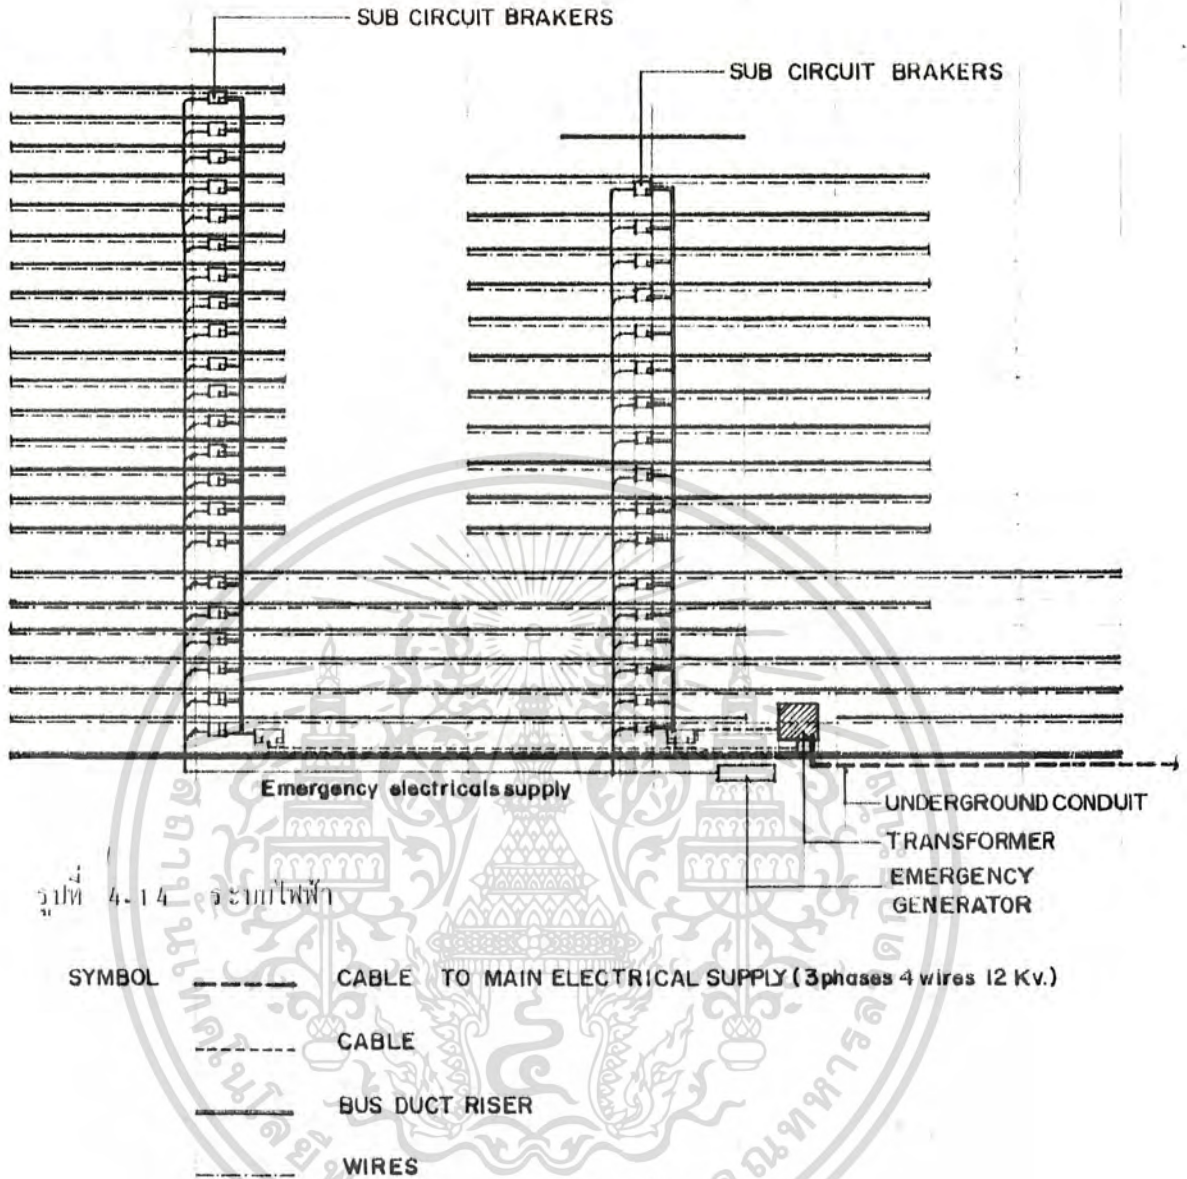 SUB CIRCUIT BRAKERS
SUB CIRCUIT BRAKERS
Emergency electricals supply
UNDERGROUND CONDUIT
TRANSFORMER
EMERGENCY
GENERATOR
รูปที่ 4.14 ระบบไฟฟ้า
SYMBOL
CABLE TO MAIN ELECTRICAL SUPPLY (3phases 4 wires 12 Kv.)
CABLE
BUS DUCT RISER
WIRES